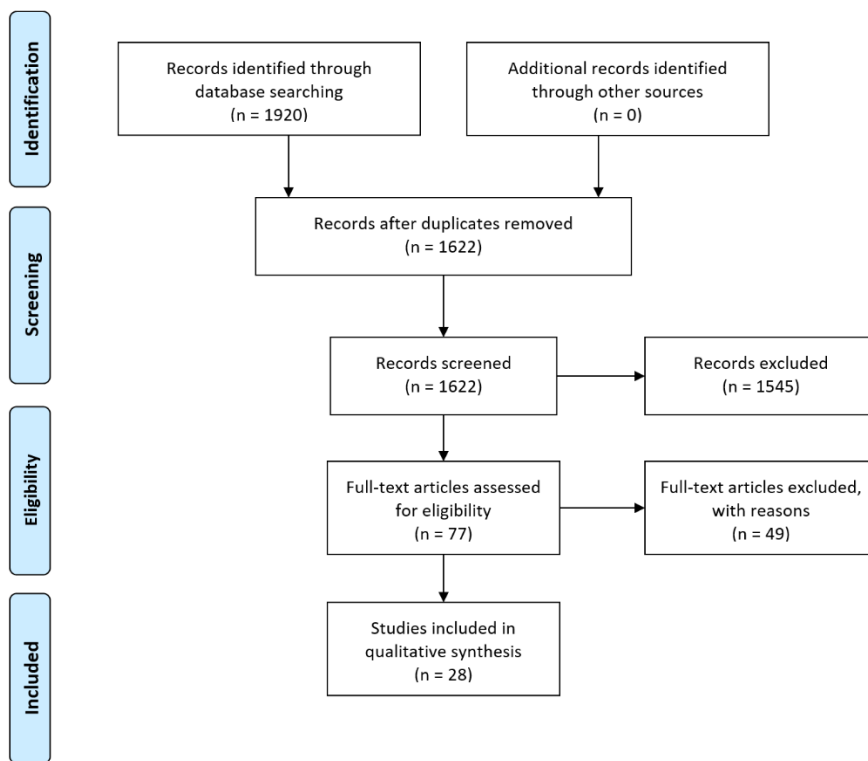 Identification
Records identified through
database searching
(n = 1920)
Additional records identified
through other sources
(n = 0)
Screening
Records after duplicates removed
(n = 1622)
Records screened
(n = 1622)
Records excluded
(n = 1545)
Eligibility
Full-text articles assessed
for eligibility
(n = 77)
Full-text articles excluded,
with reasons
(n = 49)
Included
Studies included in
qualitative synthesis
(n = 28)